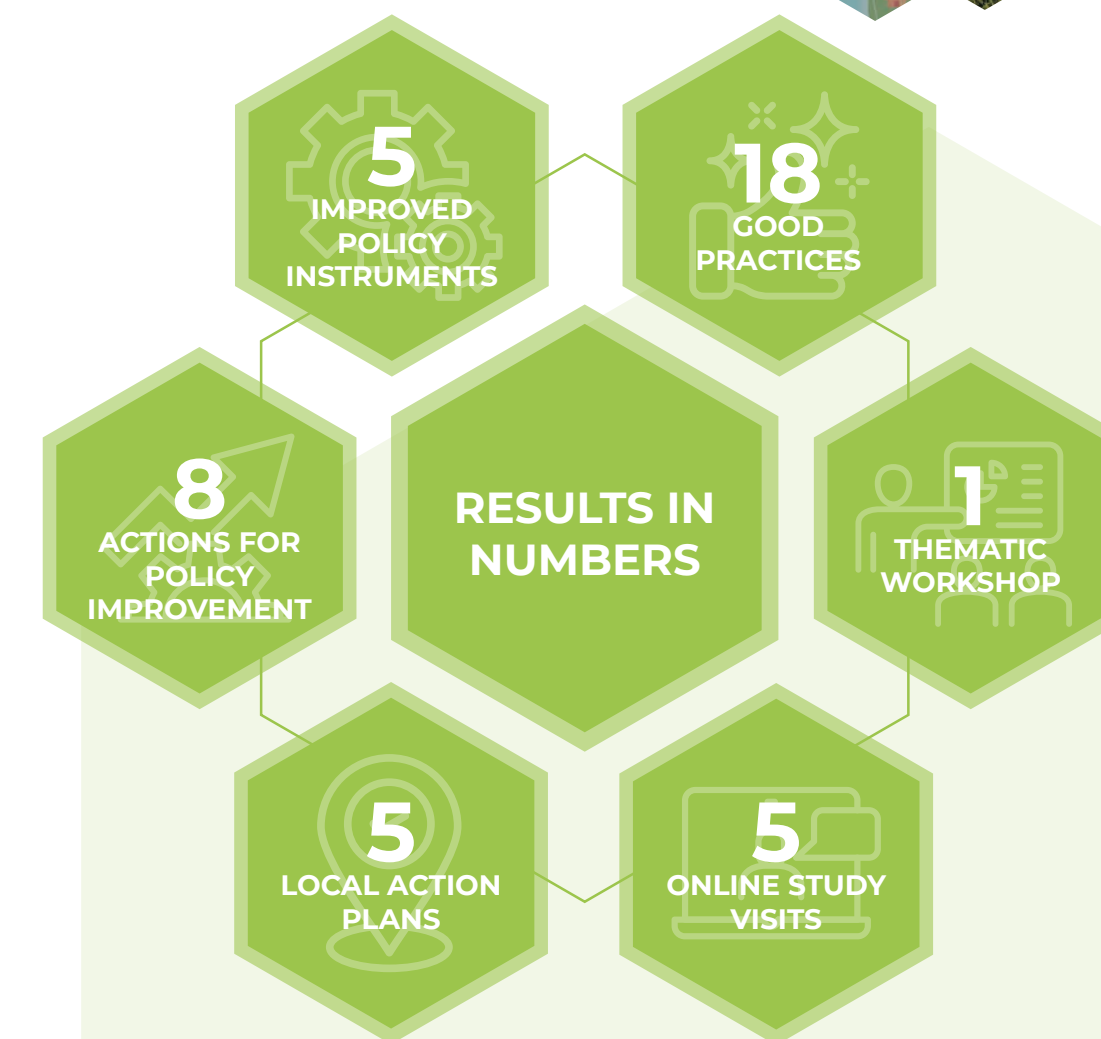 5
IMPROVED
POLICY
INSTRUMENTS
18
GOOD
PRACTICES
8
ACTIONS FOR
POLICY
IMPROVEMENT
RESULTS IN
NUMBERS
1
THEMATIC
WORKSHOP
5
LOCAL ACTION
PLANS
5
ONLINE STUDY
VISITS